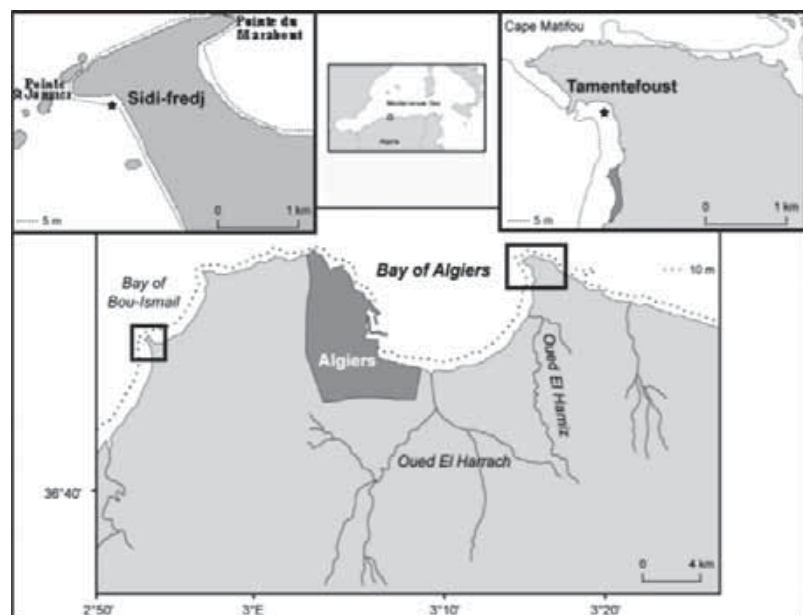 Pointe du
Marabout
Sidi-fredj
5 m
0 1 km
Mediterranean Sea
Algeria
Cape Matifou
Tamentefoust
5 m
0 1 km
Bay of
Bou-Ismail
Bay of Algiers
10 m
Algiers
Oued El Hamiz
Oued El Harrach
36°40'
0 4 km
2°50' 3°E 3°10' 3°20'